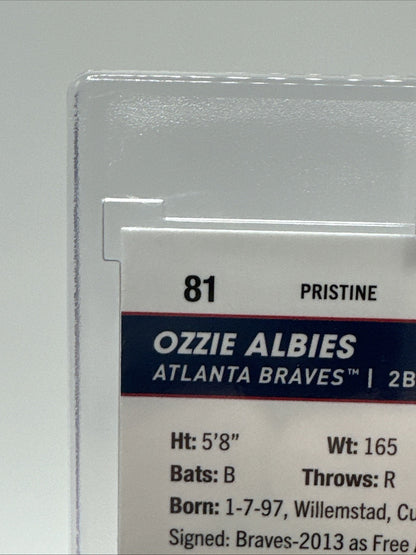 81 PRISTINE
OZZIE ALBIES
ATLANTA BRAVES™ | 2B
Ht: 5'8" Wt: 165
Bats: B Throws: R
Born: 1-7-97, Willemstad, Cu
Signed: Braves-2013 as Free